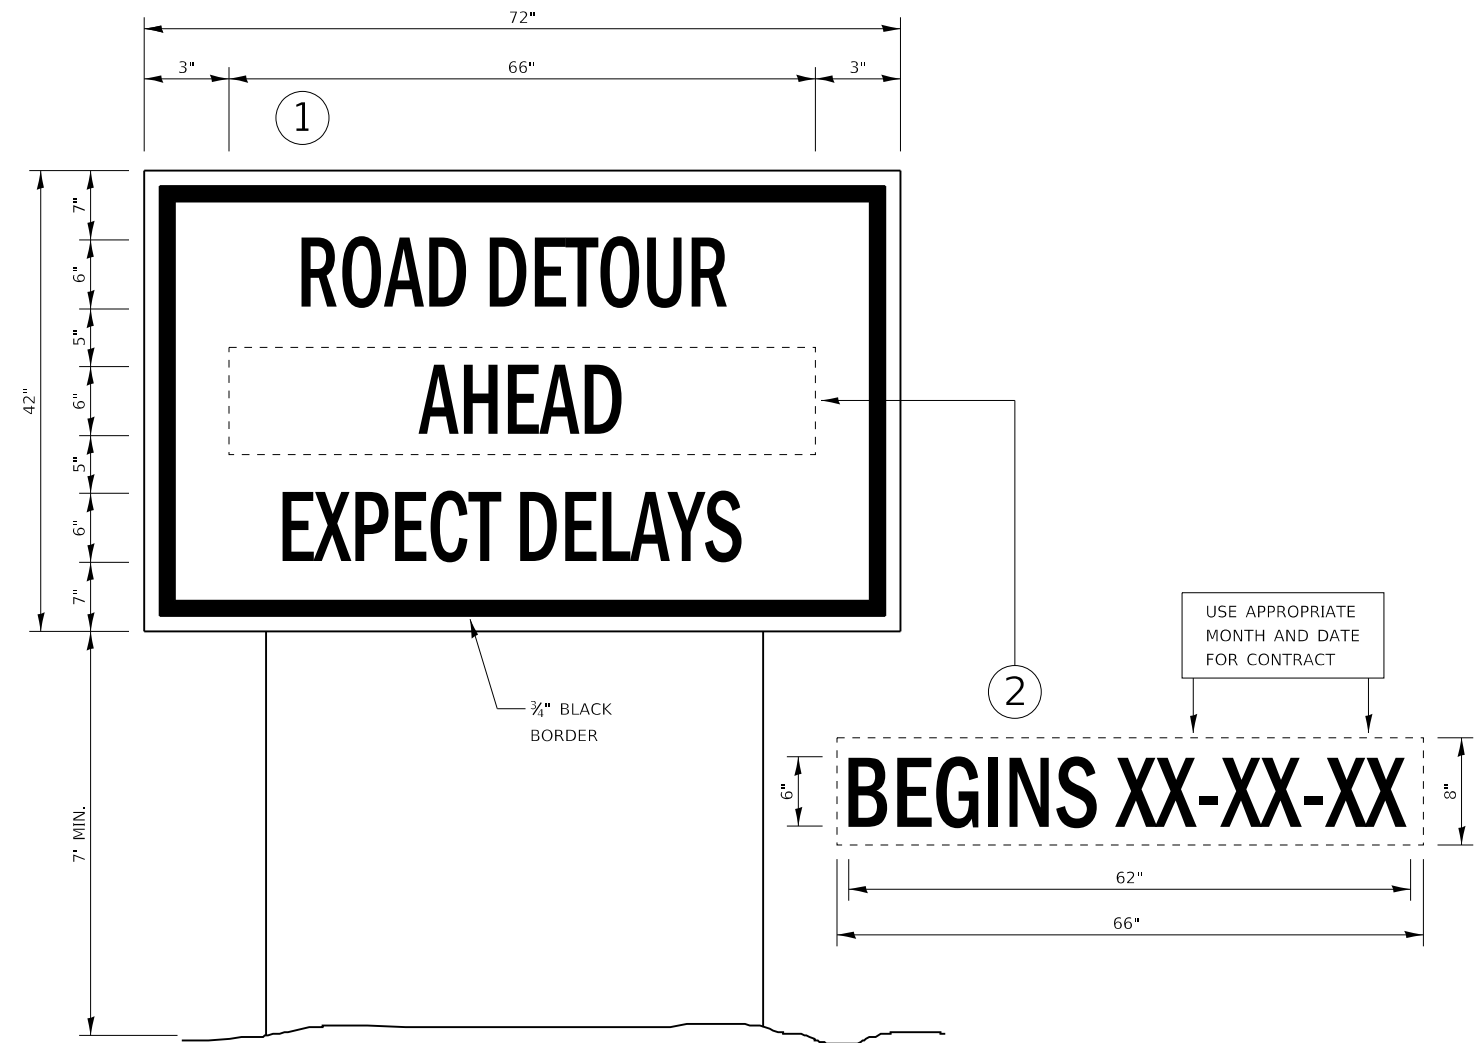 72"
3" 66" 3"
1
7"
6"
5"
6"
5"
6"
7"
42"
ROAD DETOUR
AHEAD
EXPECT DELAYS
¾" BLACK
BORDER
7' MIN.
2
USE APPROPRIATE
MONTH AND DATE
FOR CONTRACT
6"
BEGINS XX-XX-XX
8"
62"
66"